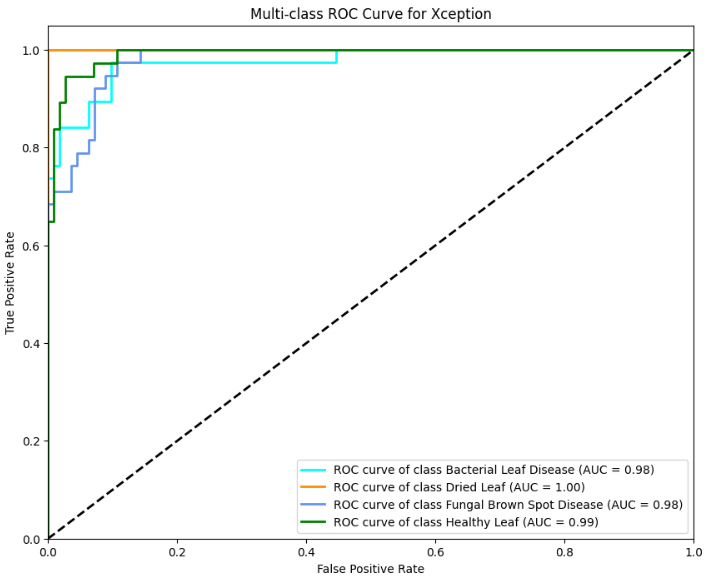 Multi-class ROC Curve for Xception
1.0
0.8
0.6
0.4
0.2
0.0
True Positive Rate
ROC curve of class Bacterial Leaf Disease (AUC = 0.98)
ROC curve of class Dried Leaf (AUC = 1.00)
ROC curve of class Fungal Brown Spot Disease (AUC = 0.98)
ROC curve of class Healthy Leaf (AUC = 0.99)
0.0 0.2 0.4 0.6 0.8 1.0
False Positive Rate